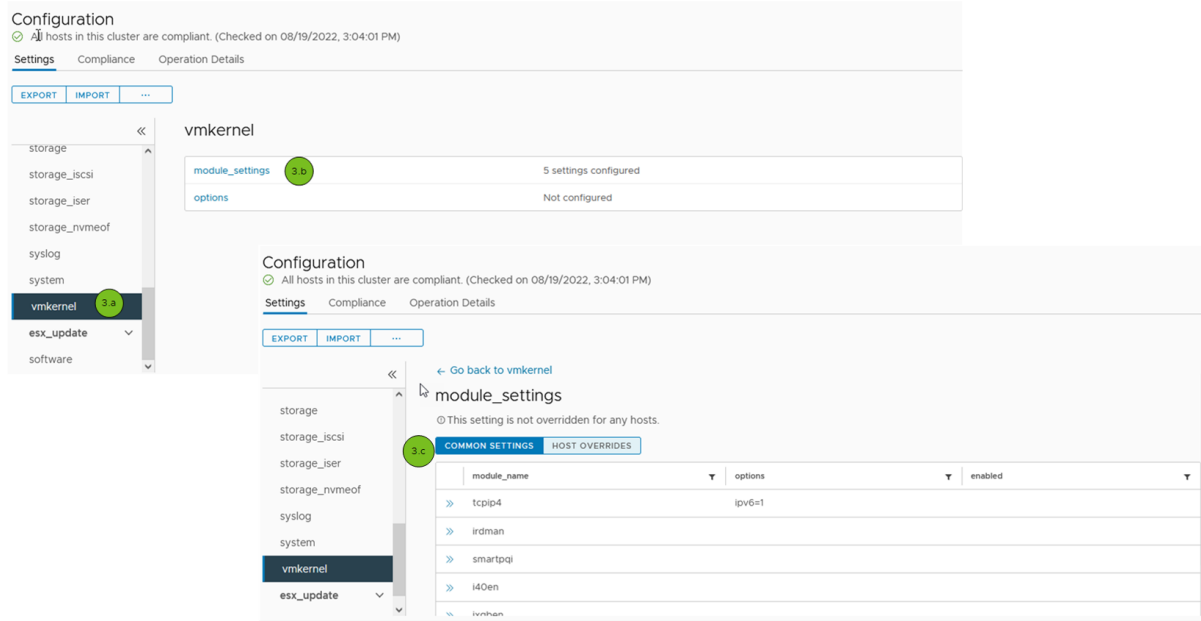 Configuration
All hosts in this cluster are compliant. (Checked on 08/19/2022, 3:04:01 PM)
Settings Compliance Operation Details
EXPORT IMPORT ...
«
vmkernel
storage
storage_iscsi
storage_iser
storage_nvmeof
syslog
system
vmkernel 3.a
esx_update
software
module_settings 3.b 5 settings configured
options Not configured
Configuration
All hosts in this cluster are compliant. (Checked on 08/19/2022, 3:04:01 PM)
Settings Compliance Operation Details
EXPORT IMPORT ...
«
storage
storage_iscsi
storage_iser
storage_nvmeof
syslog
system
vmkernel
esx_update
← Go back to vmkernel
module_settings
This setting is not overridden for any hosts.
3.c COMMON SETTINGS HOST OVERRIDES
module_name options enabled
» tcpip4 ipv6=1
» irdman
» smartpqi
» i40en
ixgben